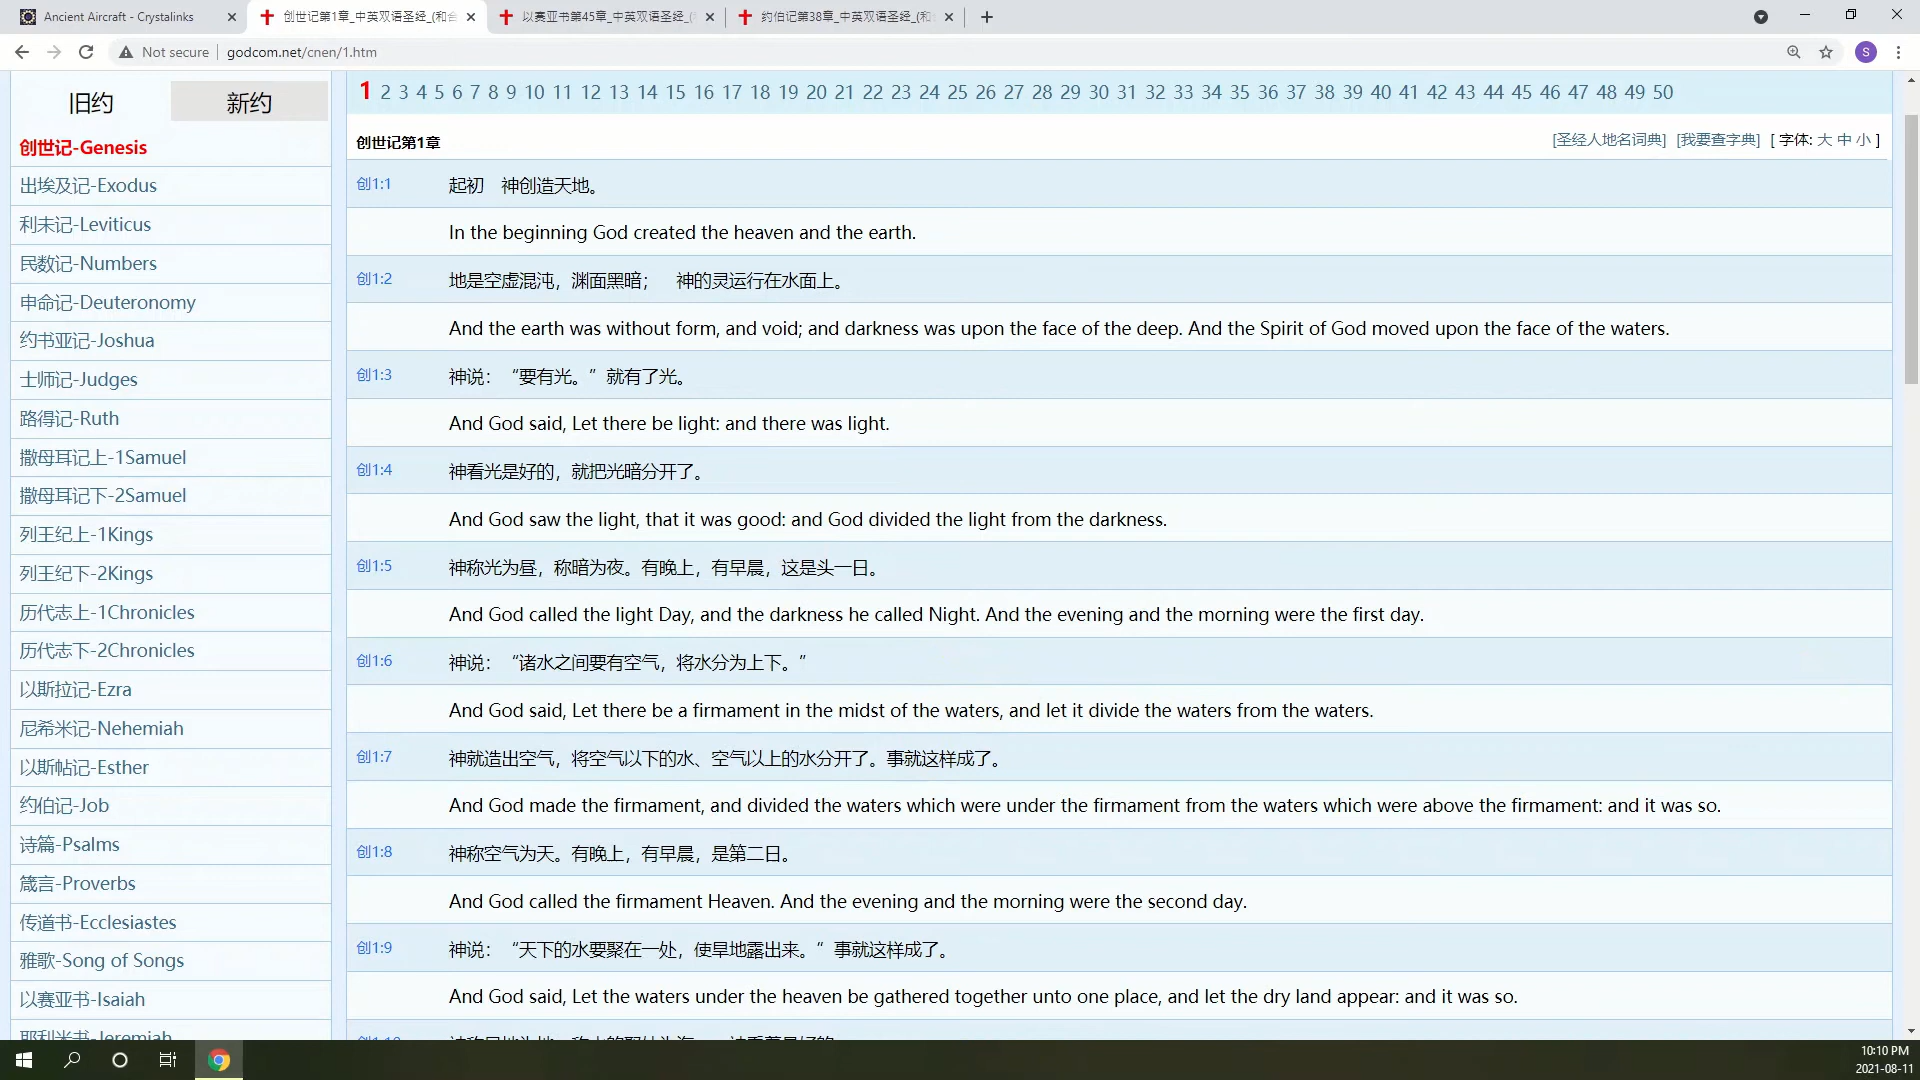 Ancient Aircraft - Crystalinks
创世记第1章_中英双语圣经_(和合
以赛亚书第45章_中英双语圣经_(
约伯记第38章_中英双语圣经_(和
Not secure
godcom.net/cnen/1.htm
S
旧约
新约
创世记-Genesis
出埃及记-Exodus
利未记-Leviticus
民数记-Numbers
申命记-Deuteronomy
约书亚记-Joshua
士师记-Judges
路得记-Ruth
撒母耳记上-1Samuel
撒母耳记下-2Samuel
列王纪上-1Kings
列王纪下-2Kings
历代志上-1Chronicles
历代志下-2Chronicles
以斯拉记-Ezra
尼希米记-Nehemiah
以斯帖记-Esther
约伯记-Job
诗篇-Psalms
箴言-Proverbs
传道书-Ecclesiastes
雅歌-Song of Songs
以赛亚书-Isaiah
耶利米书-Jeremiah
1 2 3 4 5 6 7 8 9 10 11 12 13 14 15 16 17 18 19 20 21 22 23 24 25 26 27 28 29 30 31 32 33 34 35 36 37 38 39 40 41 42 43 44 45 46 47 48 49 50
创世记第1章
[圣经人地名词典] [我要查字典] [ 字体: 大 中 小 ]
创1:1 起初 神创造天地。
In the beginning God created the heaven and the earth.
创1:2 地是空虚混沌，渊面黑暗； 神的灵运行在水面上。
And the earth was without form, and void; and darkness was upon the face of the deep. And the Spirit of God moved upon the face of the waters.
创1:3 神说：“要有光。”就有了光。
And God said, Let there be light: and there was light.
创1:4 神看光是好的，就把光暗分开了。
And God saw the light, that it was good: and God divided the light from the darkness.
创1:5 神称光为昼，称暗为夜。有晚上，有早晨，这是头一日。
And God called the light Day, and the darkness he called Night. And the evening and the morning were the first day.
创1:6 神说：“诸水之间要有空气，将水分为上下。”
And God said, Let there be a firmament in the midst of the waters, and let it divide the waters from the waters.
创1:7 神就造出空气，将空气以下的水、空气以上的水分开了。事就这样成了。
And God made the firmament, and divided the waters which were under the firmament from the waters which were above the firmament: and it was so.
创1:8 神称空气为天。有晚上，有早晨，是第二日。
And God called the firmament Heaven. And the evening and the morning were the second day.
创1:9 神说：“天下的水要聚在一处，使旱地露出来。”事就这样成了。
And God said, Let the waters under the heaven be gathered together unto one place, and let the dry land appear: and it was so.
10:10 PM
2021-08-11